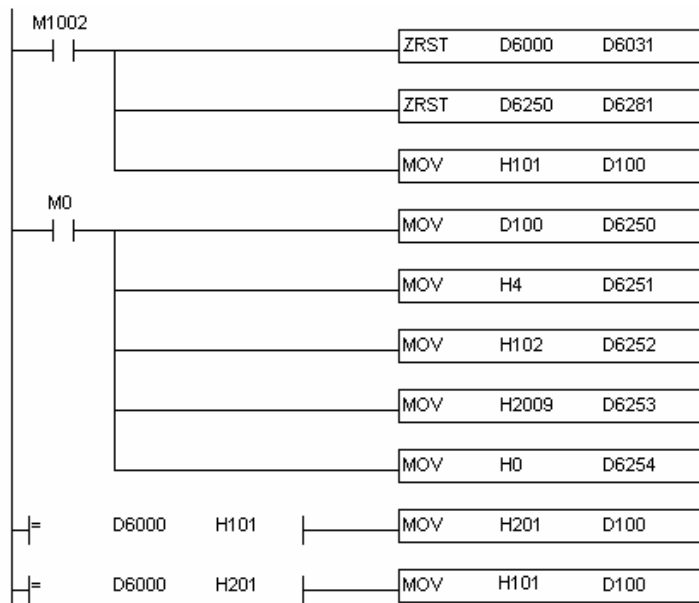 M1002
ZRST D6000 D6031
ZRST D6250 D6281
MOV H101 D100
M0
MOV D100 D6250
MOV H4 D6251
MOV H102 D6252
MOV H2009 D6253
MOV H0 D6254
= D6000 H101 MOV H201 D100
= D6000 H201 MOV H101 D100